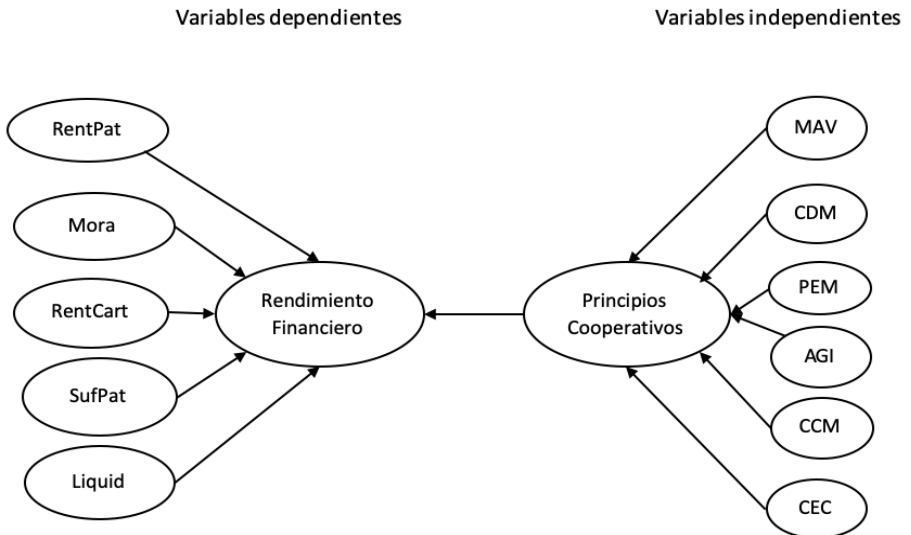 Variables dependientes
Variables independientes
RentPat
Mora
RentCart
SufPat
Liquid
Rendimiento
Financiero
Principios
Cooperativos
MAV
CDM
PEM
AGI
CCM
CEC